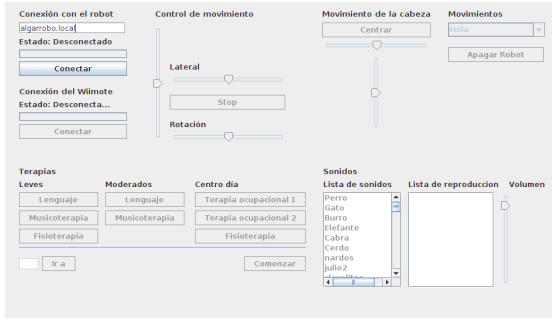 Conexión con el robot
algarrobo.local
Estado: Desconectado
Conectar
Conexión del Wiimote
Estado: Desconecta...
Conectar
Control de movimiento
Lateral
Stop
Rotación
Movimiento de la cabeza
Centrar
Movimientos
Hola
Apagar Robot
Terapias
Leves
Moderados
Centro día
Lenguaje
Lenguaje
Terapia ocupacional 1
Musicoterapia
Musicoterapia
Terapia ocupacional 2
Fisioterapia
Fisioterapia
Ir a
Comenzar
Sonidos
Lista de sonidos
Lista de reproduccion
Volumen
Perro
Gato
Burro
Elefante
Cabra
Cerdo
nardos
julio2